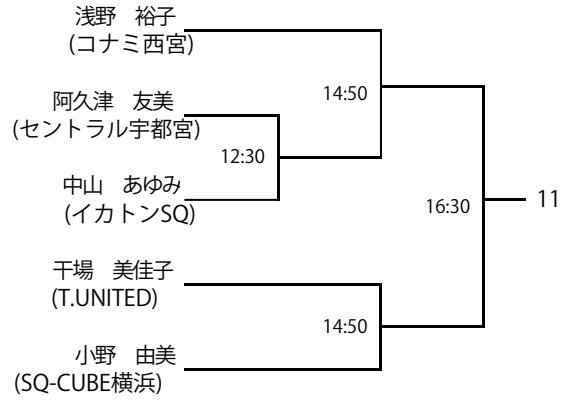 浅野　裕子
(コナミ西宮)
14:50
阿久津　友美
(セントラル宇都宮)
12:30
中山　あゆみ
(イカトンSQ)
16:30
11
干場　美佳子
(T.UNITED)
14:50
小野　由美
(SQ-CUBE横浜)